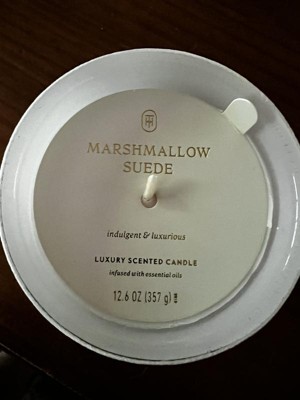 MARSHMALLOW
SUEDE
indulgent & luxurious
LUXURY SCENTED CANDLE
infused with essential oils
12.6 OZ (357 g)